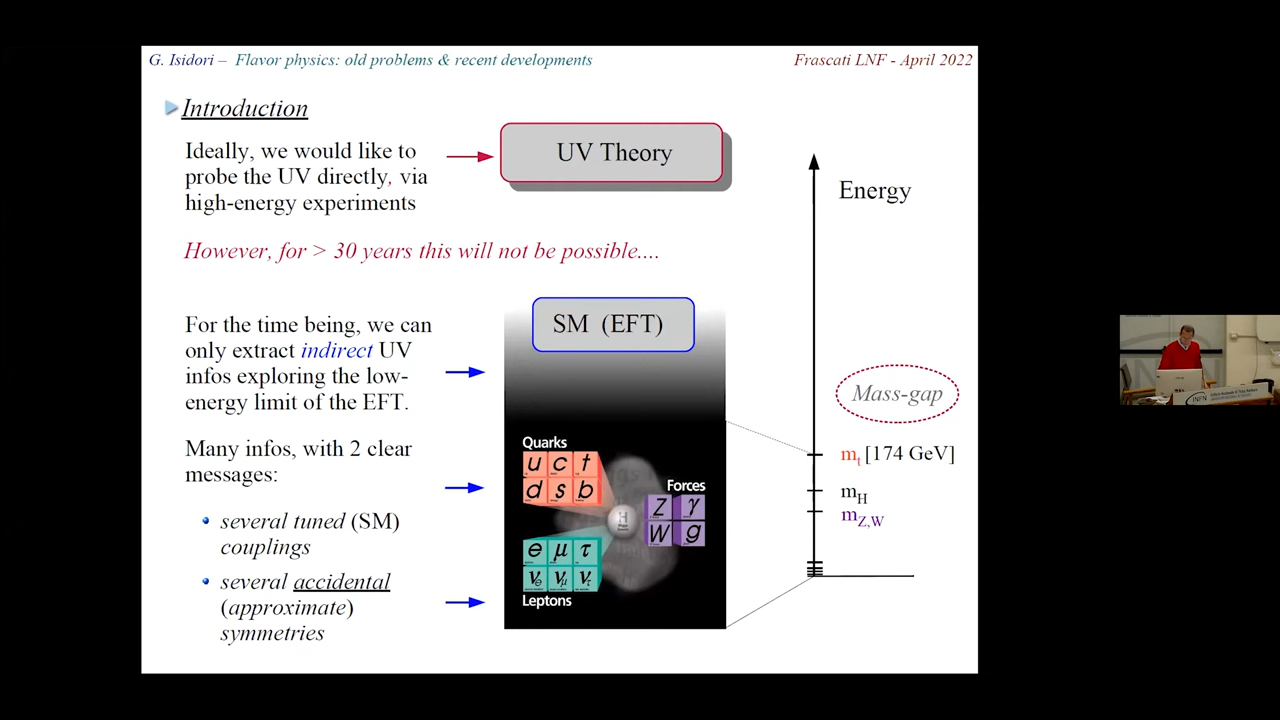 G. Isidori – Flavor physics: old problems & recent developments
Frascati LNF - April 2022
Introduction
Ideally, we would like to
probe the UV directly, via
high-energy experiments
UV Theory
Energy
However, for > 30 years this will not be possible....
For the time being, we can
only extract indirect UV
infos exploring the low-
energy limit of the EFT.
SM (EFT)
Mass-gap
Many infos, with 2 clear
messages:
• several tuned (SM)
couplings
• several accidental
(approximate)
symmetries
Quarks
u c t
d s b
Forces
Z γ
W g
H
e μ τ
νe νμ ντ
Leptons
mt [174 GeV]
mH
mZ,W
INFN